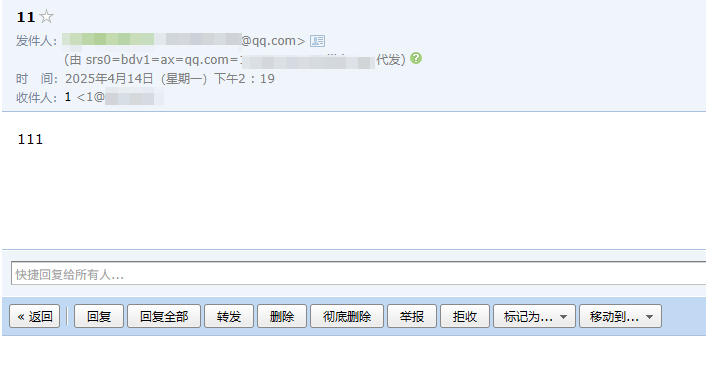 11☆
发件人: @qq.com>
(由 srs0=bdv1=ax=qq.com= 代发)
时 间: 2025年4月14日 (星期一) 下午2 : 19
收件人: 1 <1@
111
快捷回复给所有人...
« 返回 回复 回复全部 转发 删除 彻底删除 举报 拒收 标记为... 移动到...